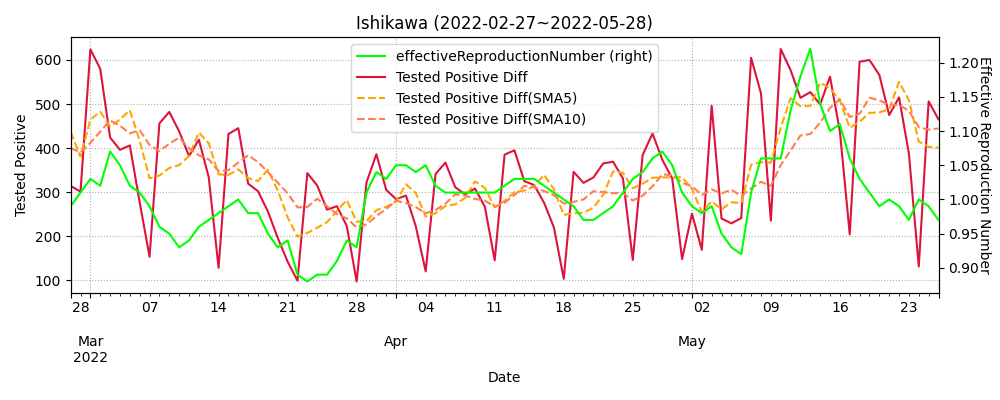 Ishikawa (2022-02-27~2022-05-28)
effectiveReproductionNumber (right)
Tested Positive Diff
Tested Positive Diff(SMA5)
Tested Positive Diff(SMA10)
Tested Positive
600
500
400
300
200
100
1.20
1.15
1.10
1.05
1.00
0.95
0.90
Effective Reproduction Number
28 07 14 21 28 04 11 18 25 02 09 16 23
Mar Apr May
2022
Date